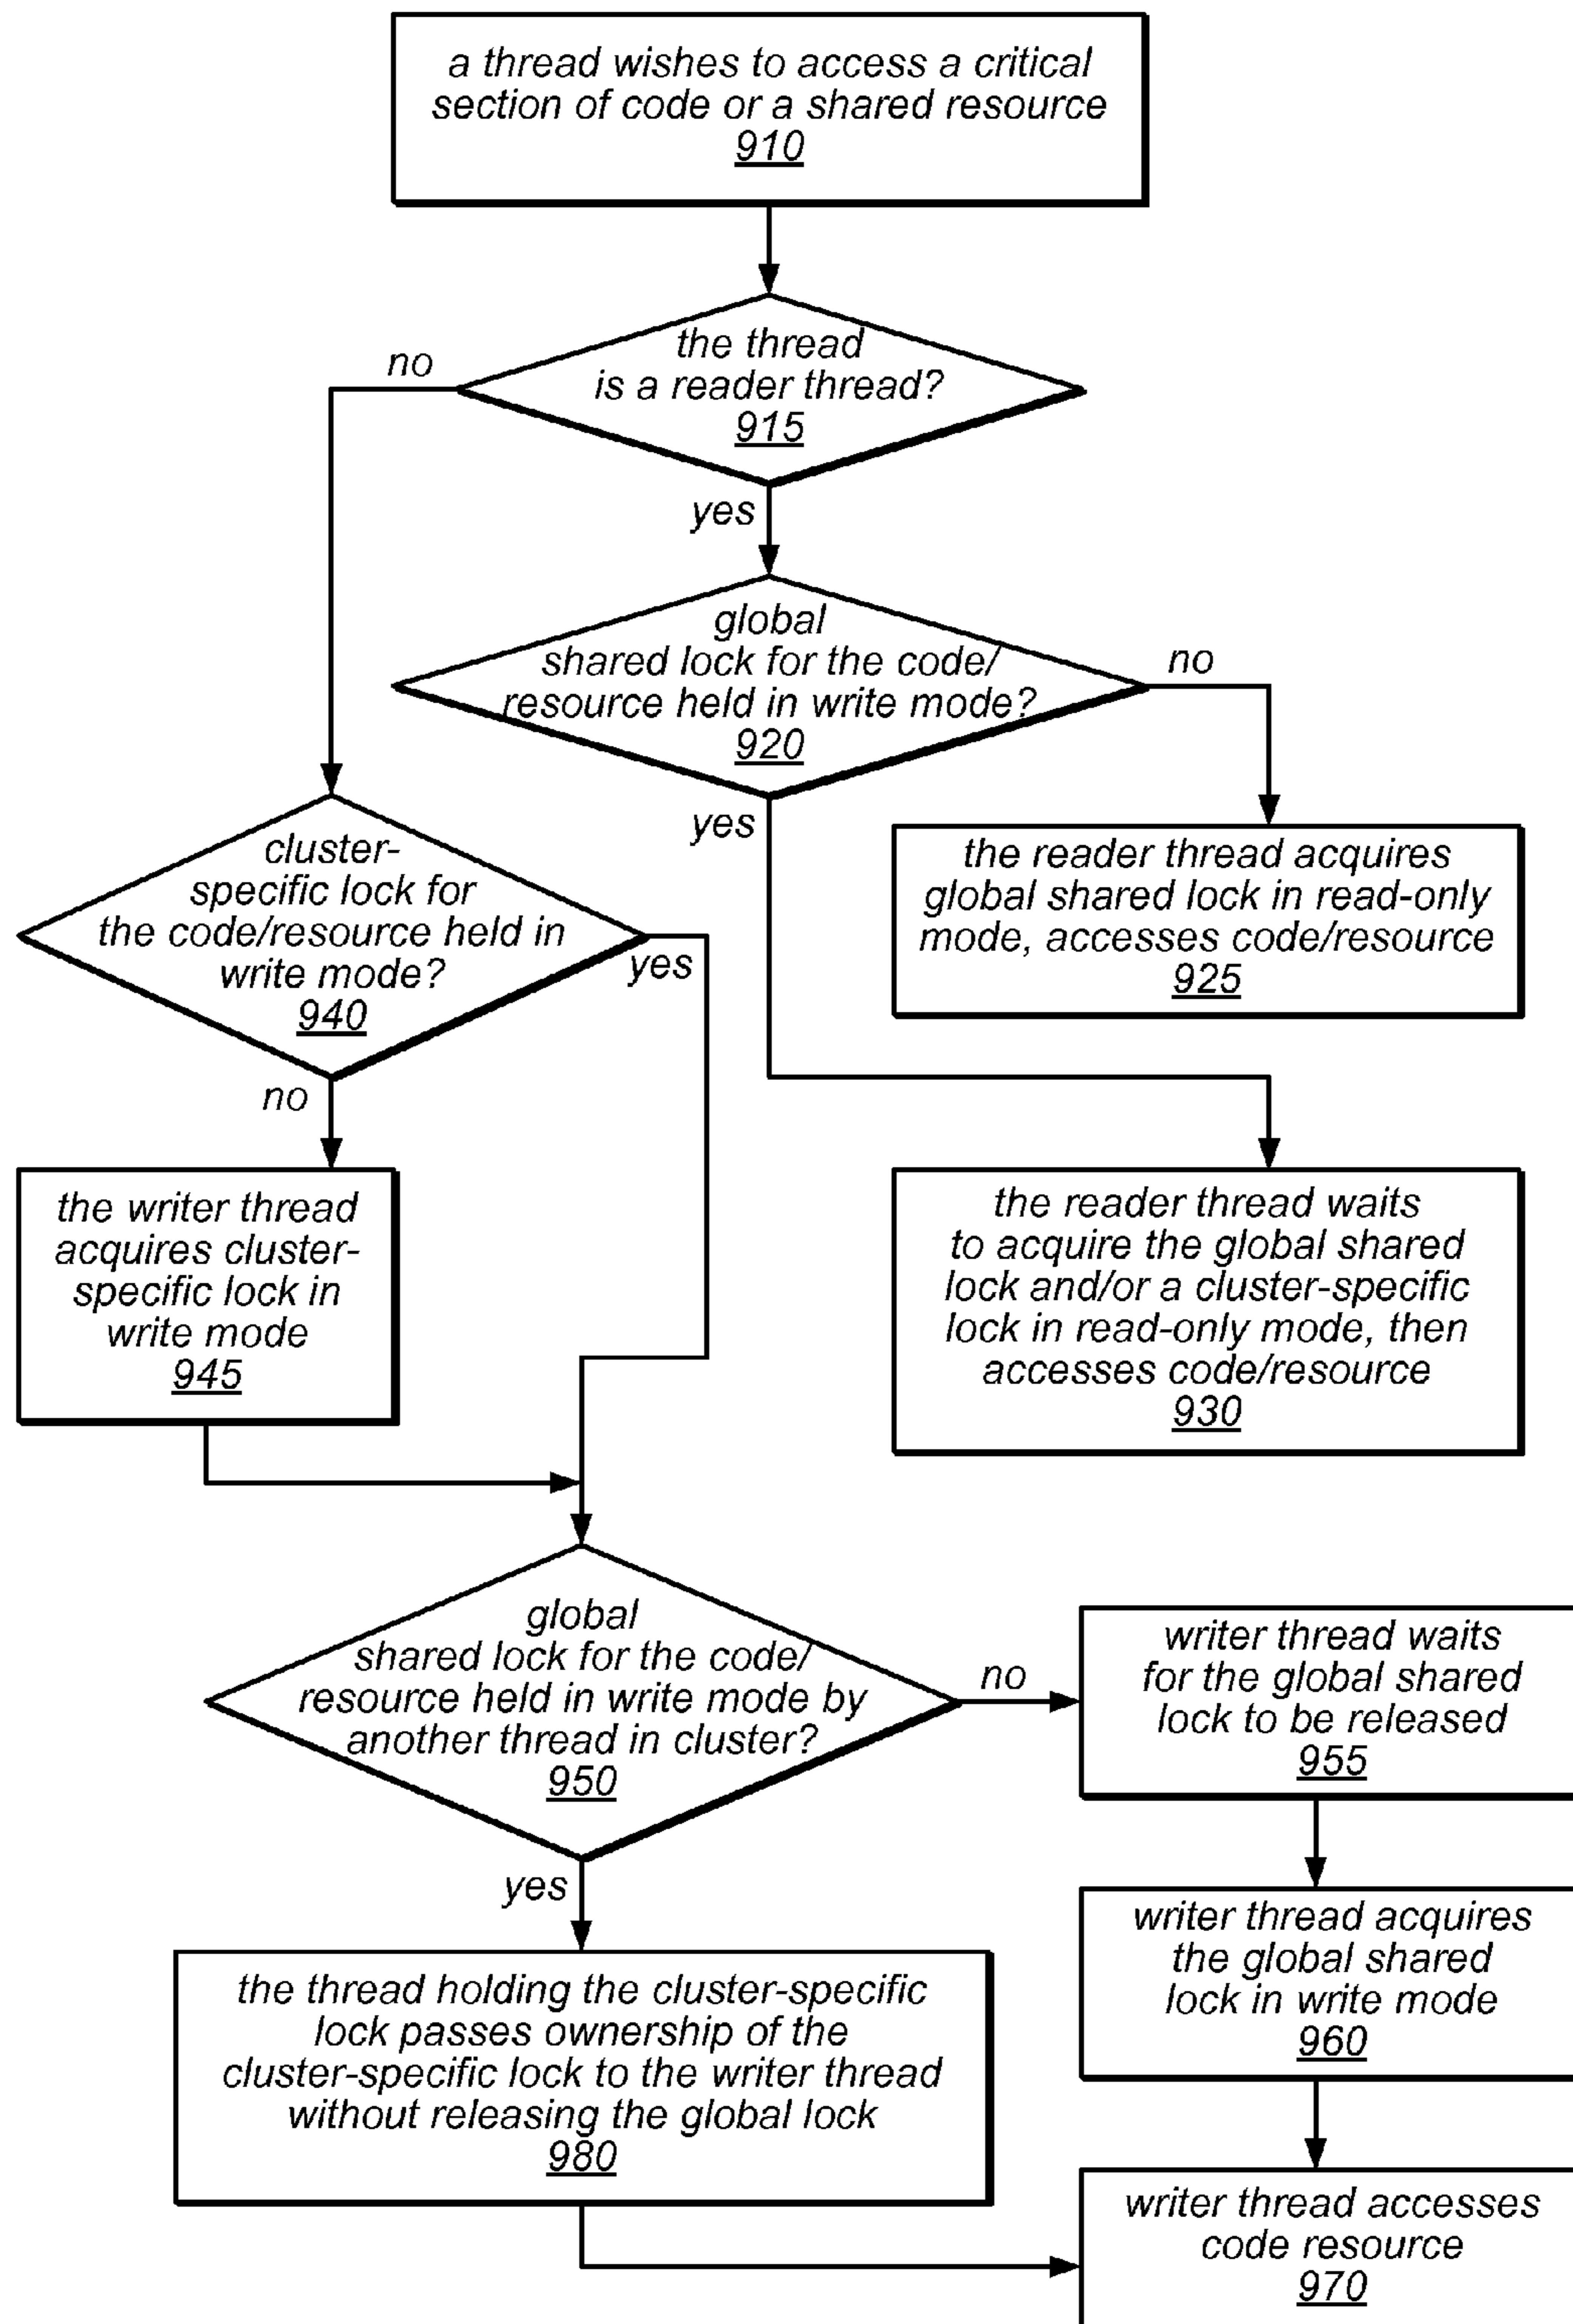 a thread wishes to access a critical
section of code or a shared resource
910
the thread
is a reader thread?
915
no
yes
global
shared lock for the code/
resource held in write mode?
920
no
yes
the reader thread acquires
global shared lock in read-only
mode, accesses code/resource
925
cluster-
specific lock for
the code/resource held in
write mode?
940
yes
no
the writer thread
acquires cluster-
specific lock in
write mode
945
the reader thread waits
to acquire the global shared
lock and/or a cluster-specific
lock in read-only mode, then
accesses code/resource
930
global
shared lock for the code/
resource held in write mode by
another thread in cluster?
950
no
yes
writer thread waits
for the global shared
lock to be released
955
writer thread acquires
the global shared
lock in write mode
960
the thread holding the cluster-specific
lock passes ownership of the
cluster-specific lock to the writer thread
without releasing the global lock
980
writer thread accesses
code resource
970